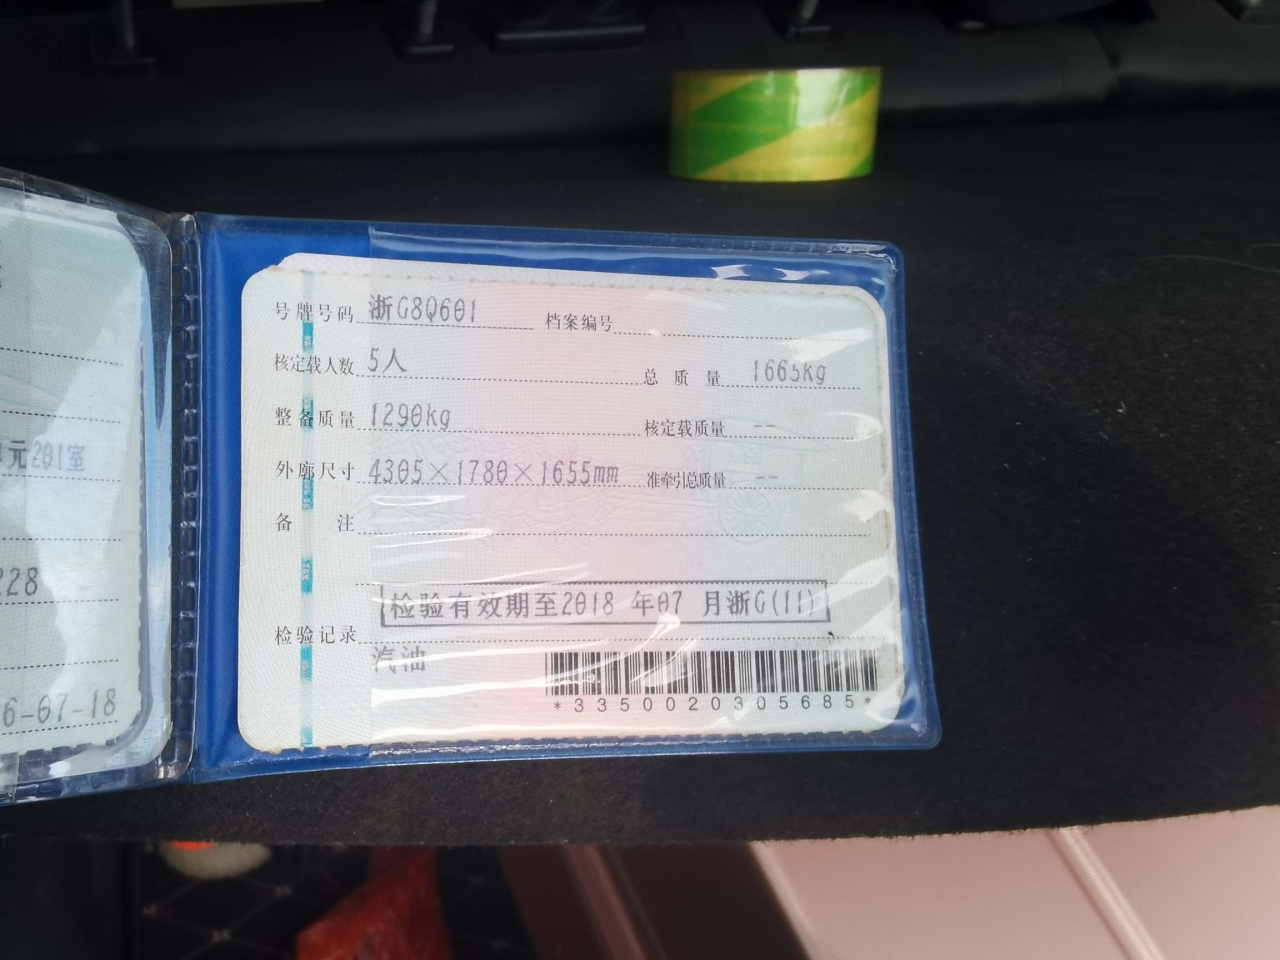 元201室
228
6-07-18
号牌号码 浙G8Q601 档案编号
核定载人数 5人 总质量 1665kg
整备质量 1290kg 核定载质量 --
外廓尺寸 4305×1780×1655mm 准牵引总质量 --
备注
检验有效期至2018 年07 月浙G(11)
检验记录
汽油
*3350020305685*